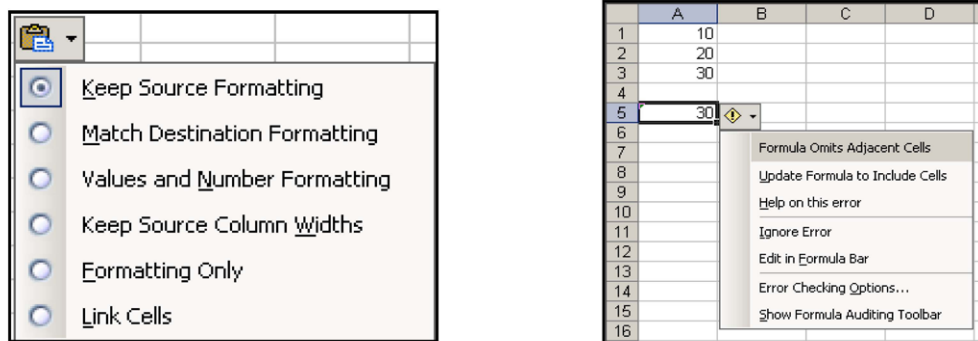 Keep Source Formatting
Match Destination Formatting
Values and Number Formatting
Keep Source Column Widths
Formatting Only
Link Cells
A B C D
1 10
2 20
3 30
4
5 30
6
7
8
9
10
11
12
13
14
15
16
Formula Omits Adjacent Cells
Update Formula to Include Cells
Help on this error
Ignore Error
Edit in Formula Bar
Error Checking Options...
Show Formula Auditing Toolbar